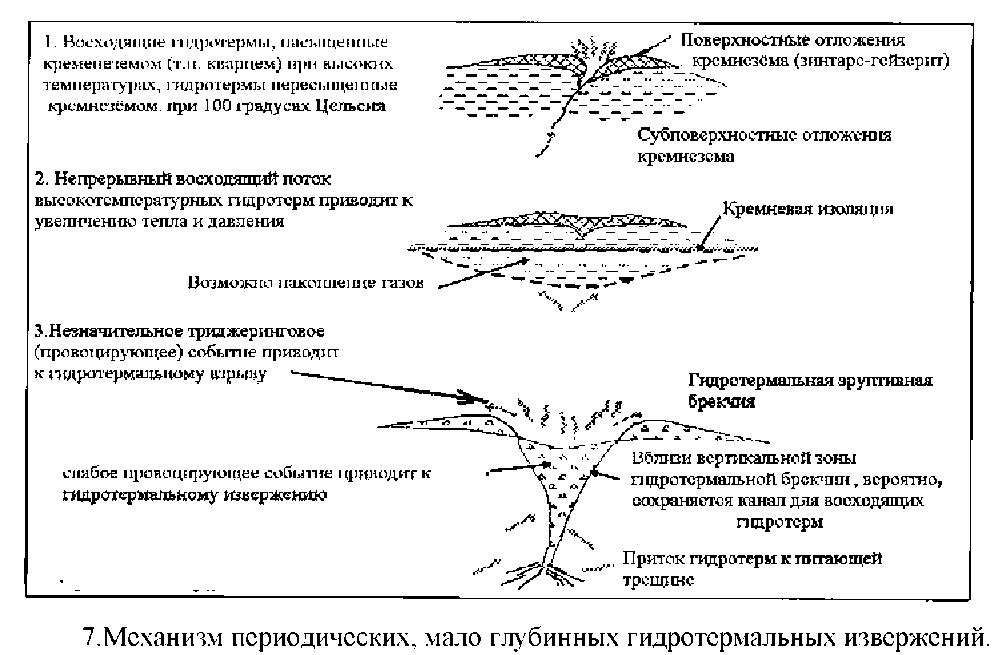 1. Восходящие гидротермы, насыщенные
кременеземом (т.п. кварцем) при высоких
температурах, гидротермы пересыщенные
кремнезёмом. при 100 градусах Цельсия
Поверхностные отложения
кремнезёма (зинтаре-гейзерит)
Субповерхностные отложения
кремнезема
2. Непрерывный восходящий поток
высокотемпературных гидротерм приводит к
увеличению тепла и давления
Кремневая изоляция
Возможно накопление газов
3.Незначительное триджеринговое
(провоцирующее) событие приводит
к гидротермальному взрыву
Гидротермальная эруптивная
брекчия
слабое провоцирующее событие приводит к
гидротермальному извержению
Вблизи вертикальной зоны
гидротермальной брекчии , вероятно,
сохраняется канал для восходящих
гидротерм
Приток гидротерм к питающей
трещине
7.Механизм периодических, мало глубинных гидротермальных извержений.